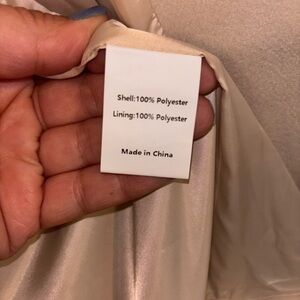 Shell:100% Polyester
Lining:100% Polyester
Made in China